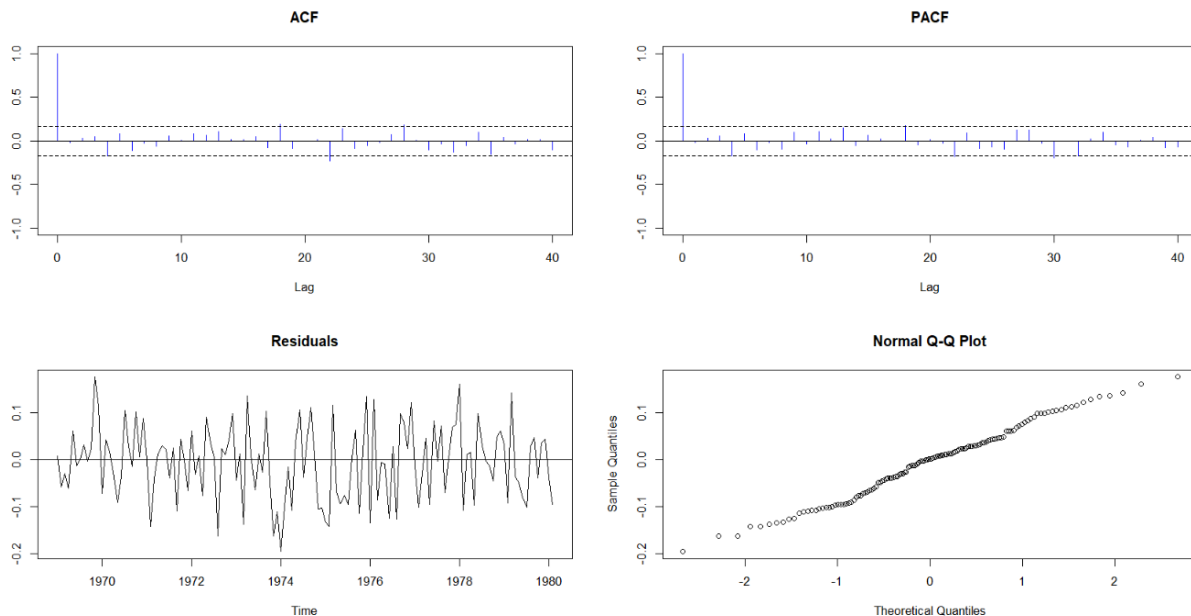 ACF
1.0
0.5
0.0
-0.5
-1.0
0 10 20 30 40
Lag
PACF
1.0
0.5
0.0
-0.5
-1.0
0 10 20 30 40
Lag
Residuals
0.1
0.0
-0.1
-0.2
1970 1972 1974 1976 1978 1980
Time
Normal Q-Q Plot
Sample Quantiles
0.1
0.0
-0.1
-0.2
-2 -1 0 1 2
Theoretical Quantiles